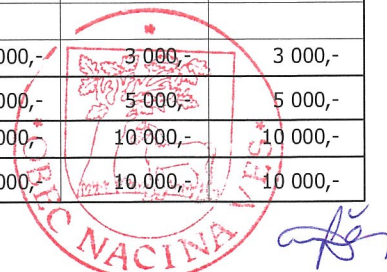 000,- 3 000,- 3 000,-
000,- 5 000,- 5 000,-
000,- 10 000,- 10 000,-
000,- 10 000,- 10 000,-
* OBEC NACINA VES *